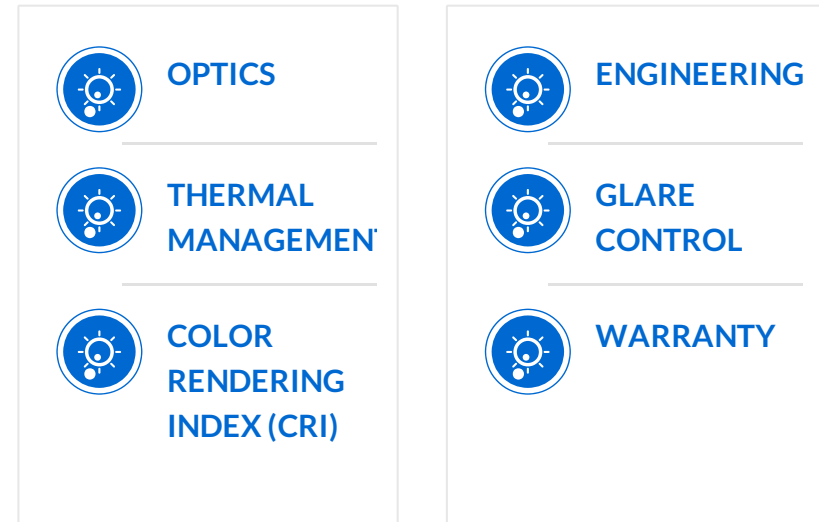 OPTICS
THERMAL
MANAGEMENT
COLOR
RENDERING
INDEX (CRI)
ENGINEERING
GLARE
CONTROL
WARRANTY